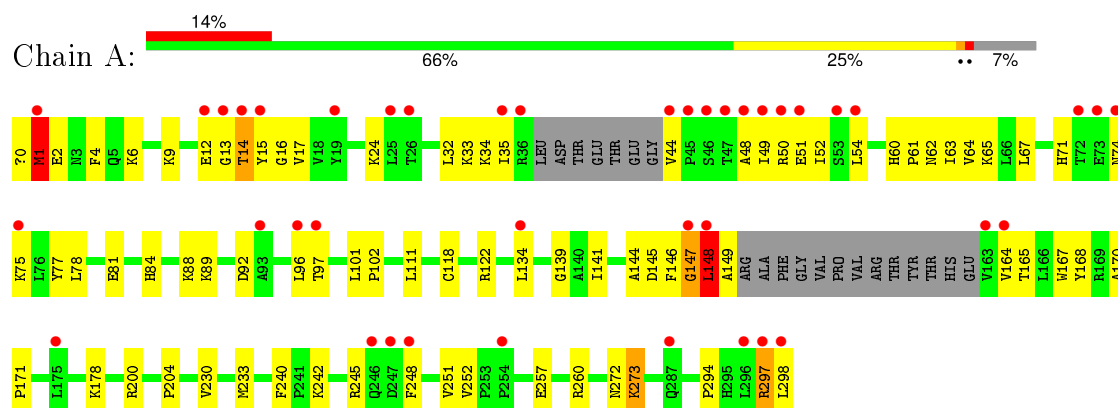 14%
Chain A:
66% 25% •• 7%
?0 M1 E2 N3 F4 Q5 K6 K9 E12 G13 T14 Y15 G16 V17 V18 Y19 K24 L25 T26 L32 K33 K34 I35 R36 LEU ASP THR GLU THR GLU GLY V44 P45 S46 T47 A48 I49 R50 E51 I52 S53 L54 H60 P61 N62 I63 V64 K65 L66 L67 H71 T72 E73 N74
K75 L76 Y77 L78 E81 H84 K88 K89 D92 A93 L96 T97 L101 P102 L111 C118 R122 L134 G139 A140 I141 A144 D145 F146 G147 L148 A149 ARG ALA PHE GLY VAL PRO VAL ARG THR TYR THR HIS GLU V163 V164 T165 L166 W167 Y168 R169 A170
P171 L175 K178 R200 P204 V230 M233 F240 P241 K242 R245 Q246 D247 F248 V251 V252 P253 P254 E257 R260 N272 K273 Q287 P294 H295 L296 R297 L298